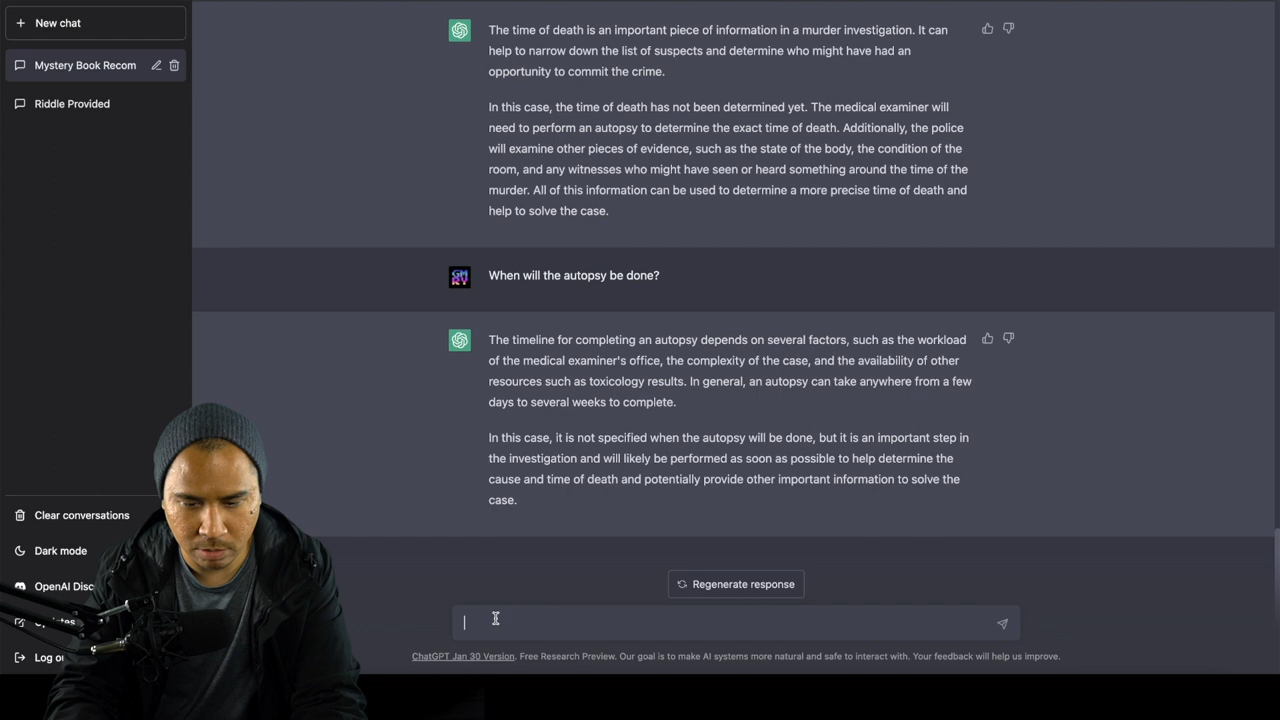 New chat
Mystery Book Recom
Riddle Provided
The time of death is an important piece of information in a murder investigation. It can
help to narrow down the list of suspects and determine who might have had an
opportunity to commit the crime.
In this case, the time of death has not been determined yet. The medical examiner will
need to perform an autopsy to determine the exact time of death. Additionally, the police
will examine other pieces of evidence, such as the state of the body, the condition of the
room, and any witnesses who might have seen or heard something around the time of the
murder. All of this information can be used to determine a more precise time of death and
help to solve the case.
When will the autopsy be done?
The timeline for completing an autopsy depends on several factors, such as the workload
of the medical examiner's office, the complexity of the case, and the availability of other
resources such as toxicology results. In general, an autopsy can take anywhere from a few
days to several weeks to complete.
In this case, it is not specified when the autopsy will be done, but it is an important step in
the investigation and will likely be performed as soon as possible to help determine the
cause and time of death and potentially provide other important information to solve the
case.
Clear conversations
Dark mode
OpenAI Disc
Log o
Regenerate response
ChatGPT Jan 30 Version. Free Research Preview. Our goal is to make AI systems more natural and safe to interact with. Your feedback will help us improve.